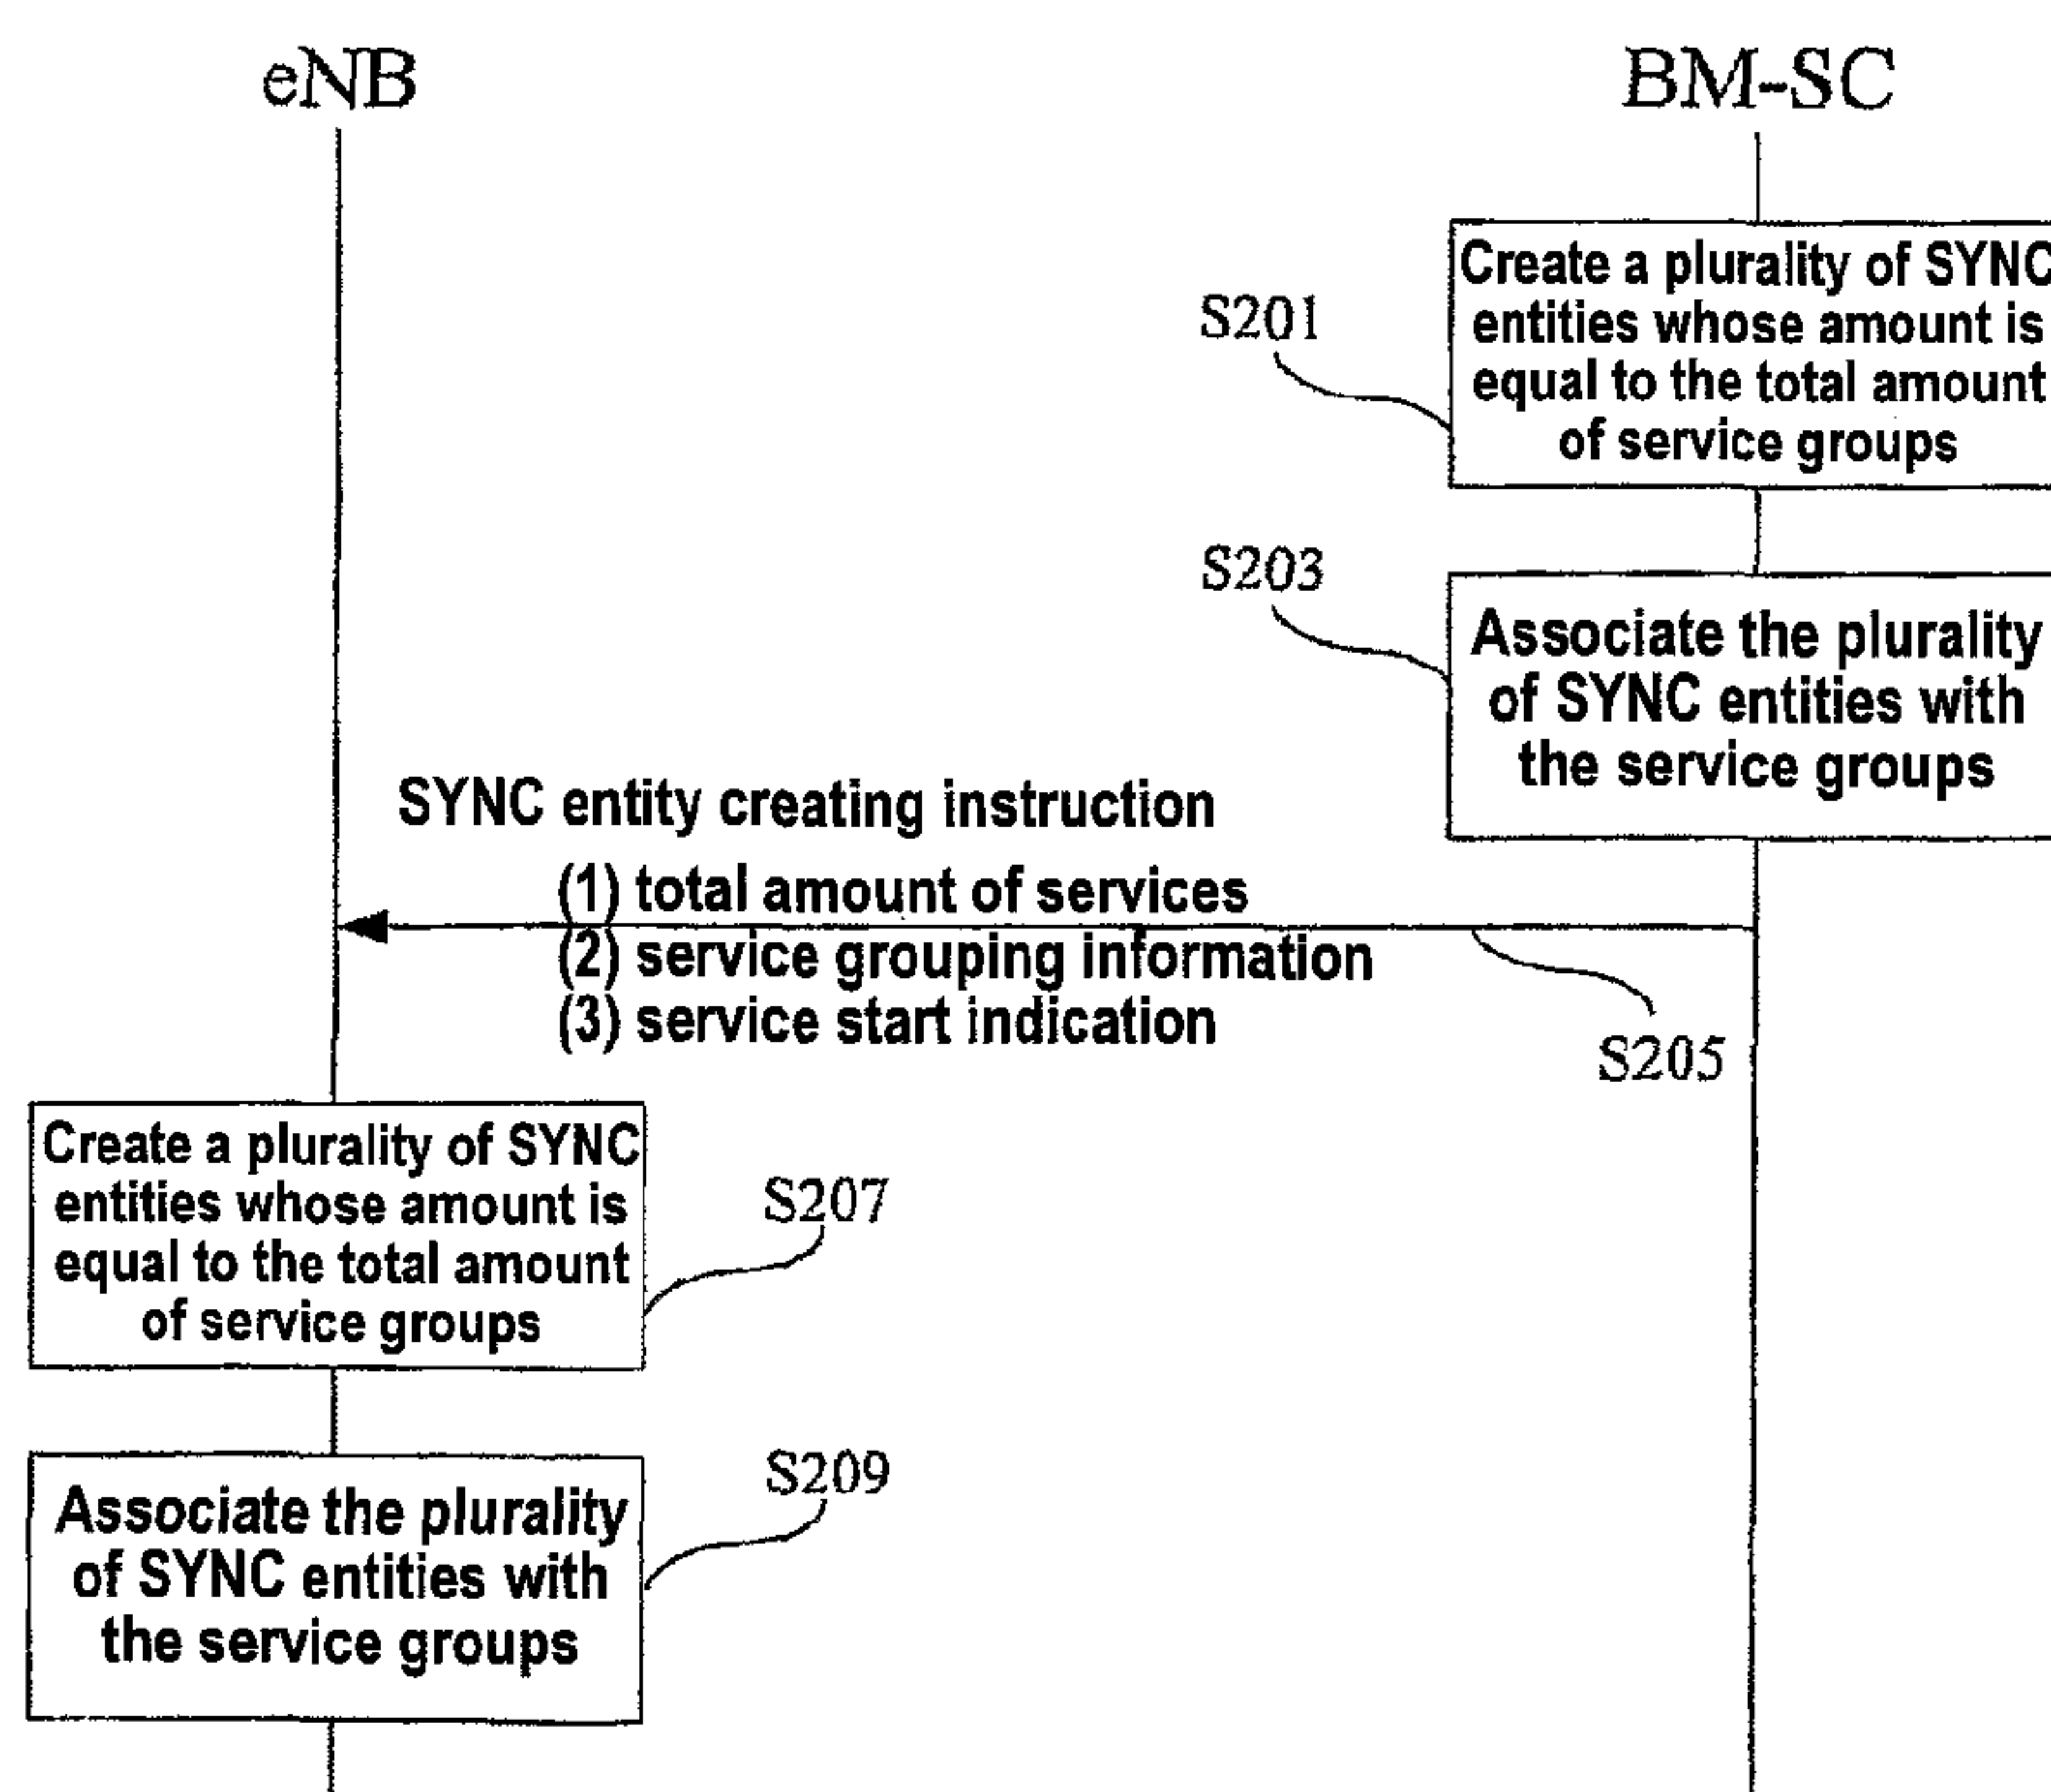 eNB
BM-SC
Create a plurality of SYNC
entities whose amount is
equal to the total amount
of service groups
S201
S203
Associate the plurality
of SYNC entities with
the service groups
SYNC entity creating instruction
(1) total amount of services
(2) service grouping information
(3) service start indication
S205
Create a plurality of SYNC
entities whose amount is
equal to the total amount
of service groups
S207
S209
Associate the plurality
of SYNC entities with
the service groups